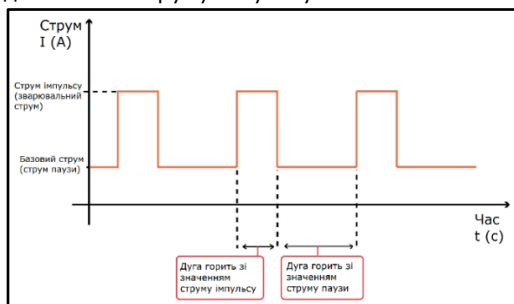 Струм
I (А)
Струм імпульсу
(зварювальний
струм)
Базовий струм
(струм паузи)
Час
t (с)
Дуга горить зі
значенням
струму імпульсу
Дуга горить зі
значенням
струму паузи